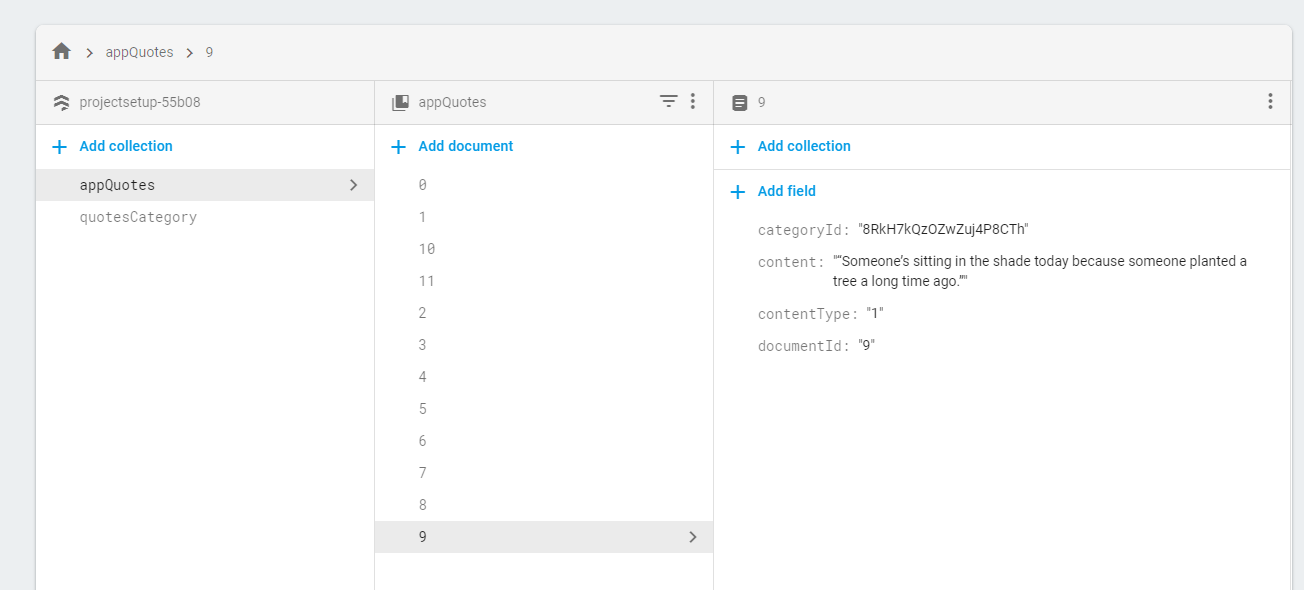 appQuotes > 9
projectsetup-55b08
appQuotes
9
+ Add collection
+ Add document
+ Add collection
appQuotes
quotesCategory
0
1
10
11
2
3
4
5
6
7
8
9
+ Add field
categoryId: "8RkH7kQzOZwZuj4P8CTh"
content: "“Someone’s sitting in the shade today because someone planted a
tree a long time ago.”"
contentType: "1"
documentId: "9"